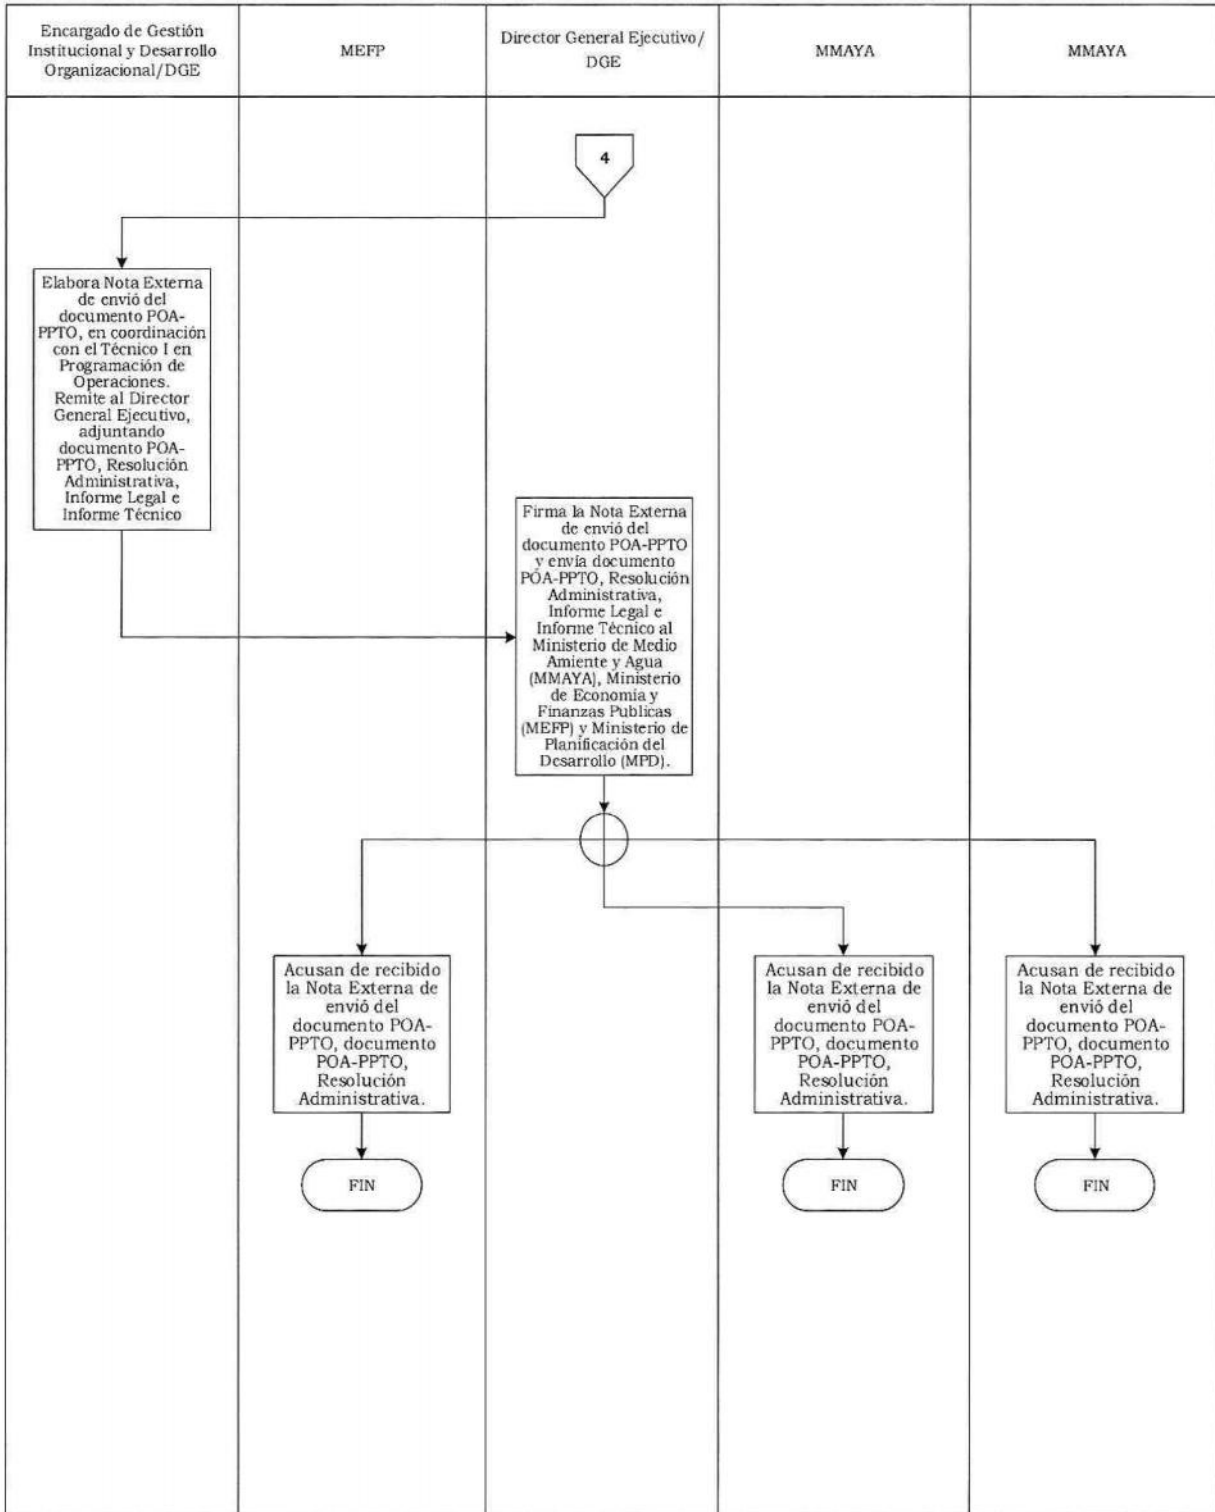 Encargado de Gestión
Institucional y Desarrollo
Organizacional/DGE
MEFP
Director General Ejecutivo/
DGE
MMAYA
MMAYA
4
Elabora Nota Externa
de envió del
documento POA-
PPTO, en coordinación
con el Técnico I en
Programación de
Operaciones.
Remite al Director
General Ejecutivo,
adjuntando
documento POA-
PPTO, Resolución
Administrativa,
Informe Legal e
Informe Técnico
Firma la Nota Externa
de envió del
documento POA-PPTO
y envía documento
POA-PPTO, Resolución
Administrativa,
Informe Legal e
Informe Técnico al
Ministerio de Medio
Amiente y Agua
(MMAYA), Ministerio
de Economía y
Finanzas Publicas
(MEFP) y Ministerio de
Planificación del
Desarrollo (MPD).
Acusan de recibido
la Nota Externa de
envió del
documento POA-
PPTO, documento
POA-PPTO,
Resolución
Administrativa.
Acusan de recibido
la Nota Externa de
envió del
documento POA-
PPTO, documento
POA-PPTO,
Resolución
Administrativa.
Acusan de recibido
la Nota Externa de
envió del
documento POA-
PPTO, documento
POA-PPTO,
Resolución
Administrativa.
FIN
FIN
FIN